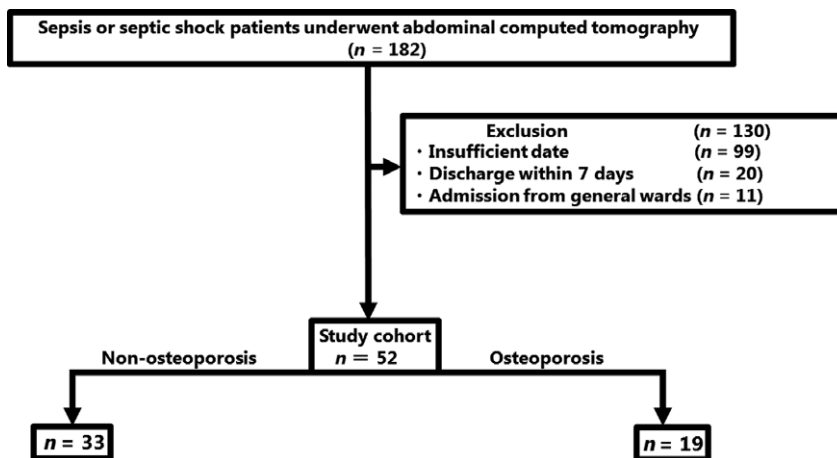 Sepsis or septic shock patients underwent abdominal computed tomography
(n = 182)
Exclusion (n = 130)
・Insufficient date (n = 99)
・Discharge within 7 days (n = 20)
・Admission from general wards (n = 11)
Study cohort
n = 52
Non-osteoporosis Osteoporosis
n = 33 n = 19